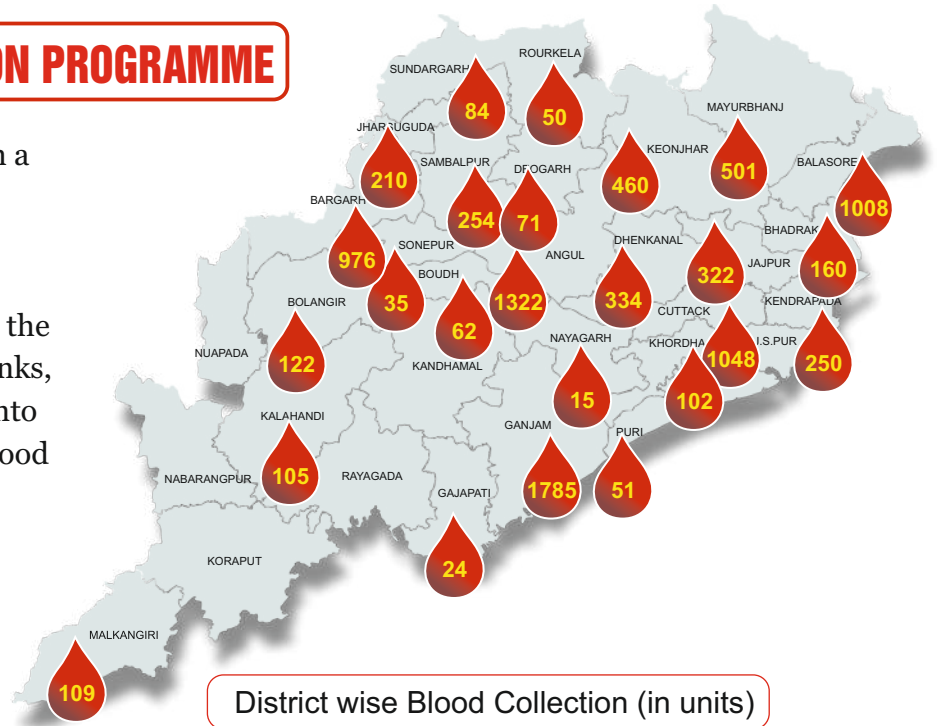 ON PROGRAMME
a
the
nks,
nto
ood
ROURKELA
SUNDARGARH
84
50
MAYURBHANJ
JHARSUGUDA
KEONJHAR
SAMBALPUR
DEOGARH
BALASORE
210
460
501
BARGARH
254
71
1008
BHADRAK
SONEPUR
DHENKANAL
976
BOUDH
ANGUL
JAJPUR
322
160
BOLANGIR
35
1322
334
KENDRAPADA
62
CUTTACK
NAYAGARH
KHORDHA
I.S.PUR
NUAPADA
122
KANDHAMAL
1048
250
15
102
KALAHANDI
GANJAM
PURI
NABARANGPUR
105
RAYAGADA
GAJAPATI
1785
51
KORAPUT
24
MALKANGIRI
109
District wise Blood Collection (in units)